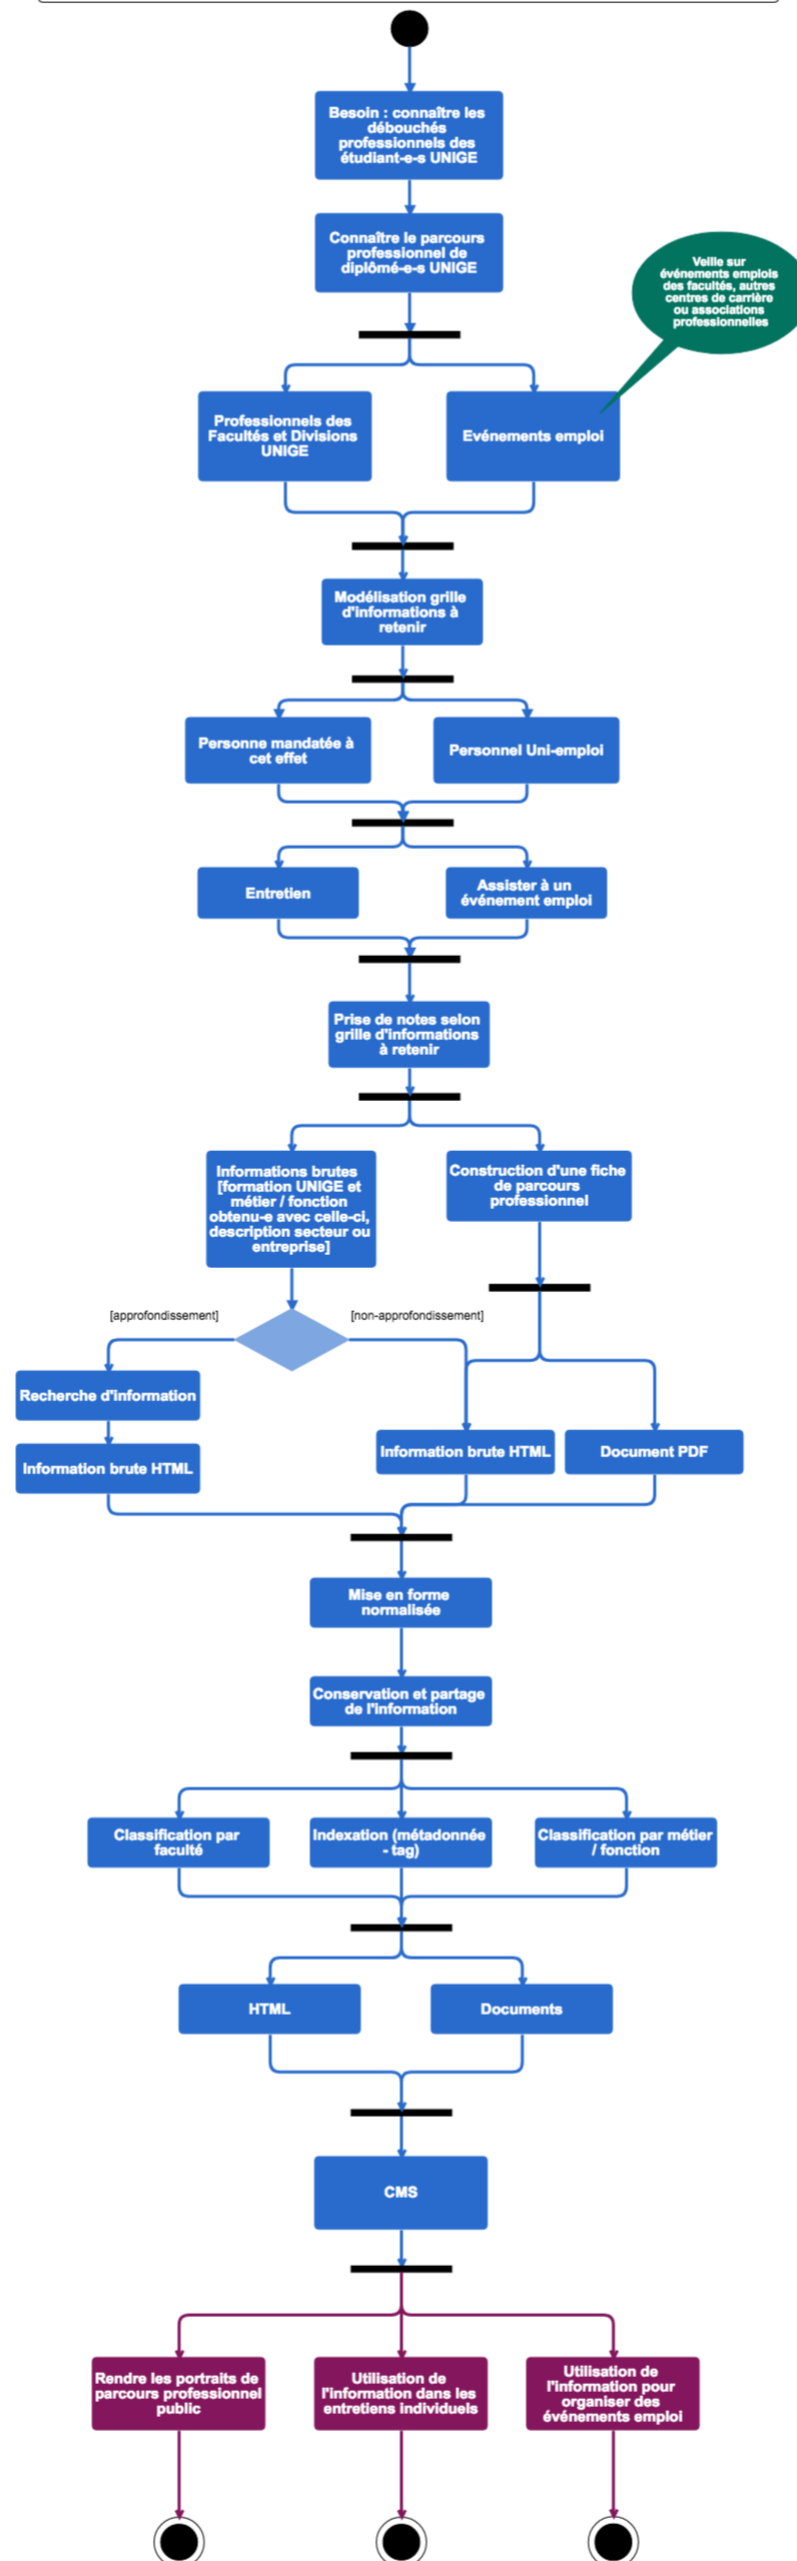 Besoin : connaître les
débouchés
professionnels des
étudiant-e-s UNIGE
Connaître le parcours
professionnel de
diplômé-e-s UNIGE
Veille sur
événements emplois
des facultés, autres
centres de carrière
ou associations
professionnelles
Professionnels des
Facultés et Divisions
UNIGE
Evénements emploi
Modélisation grille
d'informations à
retenir
Personne mandatée à
cet effet
Personnel Uni-emploi
Entretien
Assister à un
événement emploi
Prise de notes selon
grille d'informations
à retenir
Informations brutes
[formation UNIGE et
métier / fonction
obtenu-e avec celle-ci,
description secteur ou
entreprise]
Construction d'une fiche
de parcours
professionnel
[approfondissement]
[non-approfondissement]
Recherche d'information
Information brute HTML
Information brute HTML
Document PDF
Mise en forme
normalisée
Conservation et partage
de l'information
Classification par
faculté
Indexation (métadonnée
- tag)
Classification par métier
/ fonction
HTML
Documents
CMS
Rendre les portraits de
parcours professionnel
public
Utilisation de
l'information dans les
entretiens individuels
Utilisation de
l'information pour
organiser des
événements emploi